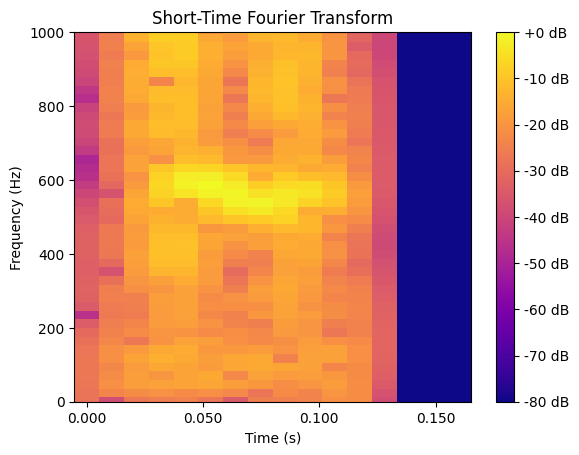 Short-Time Fourier Transform
1000
800
600
400
200
0
Frequency (Hz)
0.000
0.050
0.100
0.150
Time (s)
+0 dB
-10 dB
-20 dB
-30 dB
-40 dB
-50 dB
-60 dB
-70 dB
-80 dB